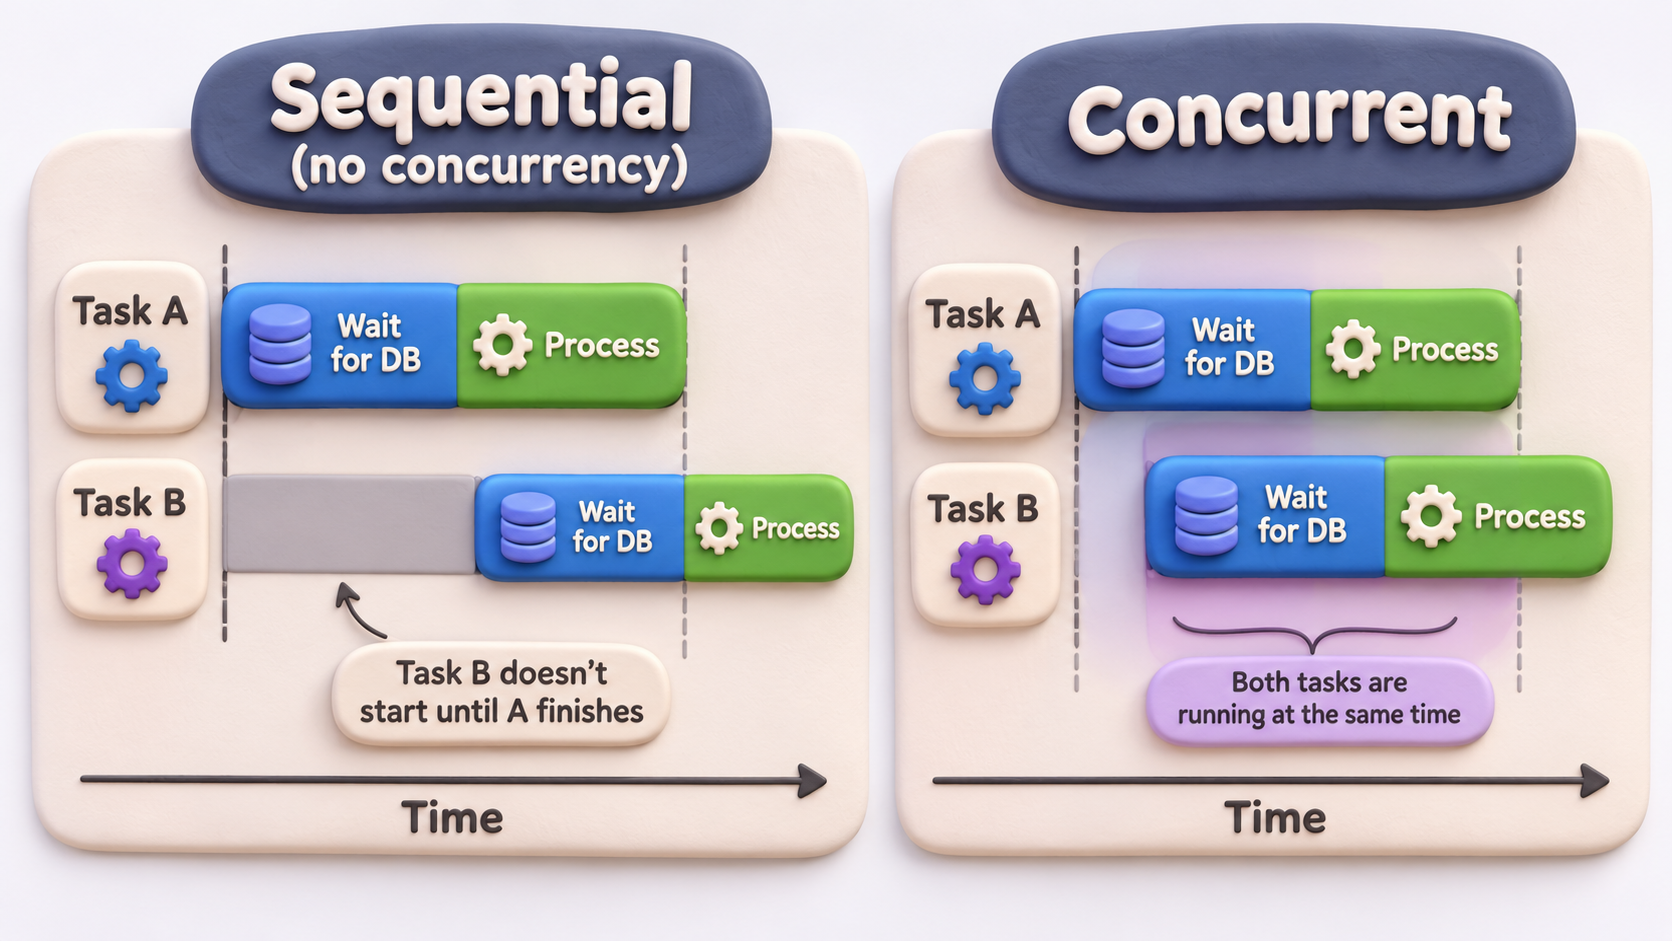 Sequential
(no concurrency)
Task A
Wait
for DB
Process
Task B
Wait
for DB
Process
Task B doesn’t
start until A finishes
Time
Concurrent
Task A
Wait
for DB
Process
Task B
Wait
for DB
Process
Both tasks are
running at the same time
Time